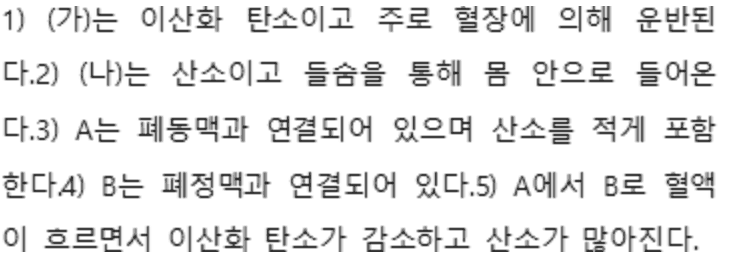 1) (가)는 이산화 탄소이고 주로 혈장에 의해 운반된
다.2) (나)는 산소이고 들숨을 통해 몸 안으로 들어온
다.3) A는 폐동맥과 연결되어 있으며 산소를 적게 포함
한다.4) B는 폐정맥과 연결되어 있다.5) A에서 B로 혈액
이 흐르면서 이산화 탄소가 감소하고 산소가 많아진다.